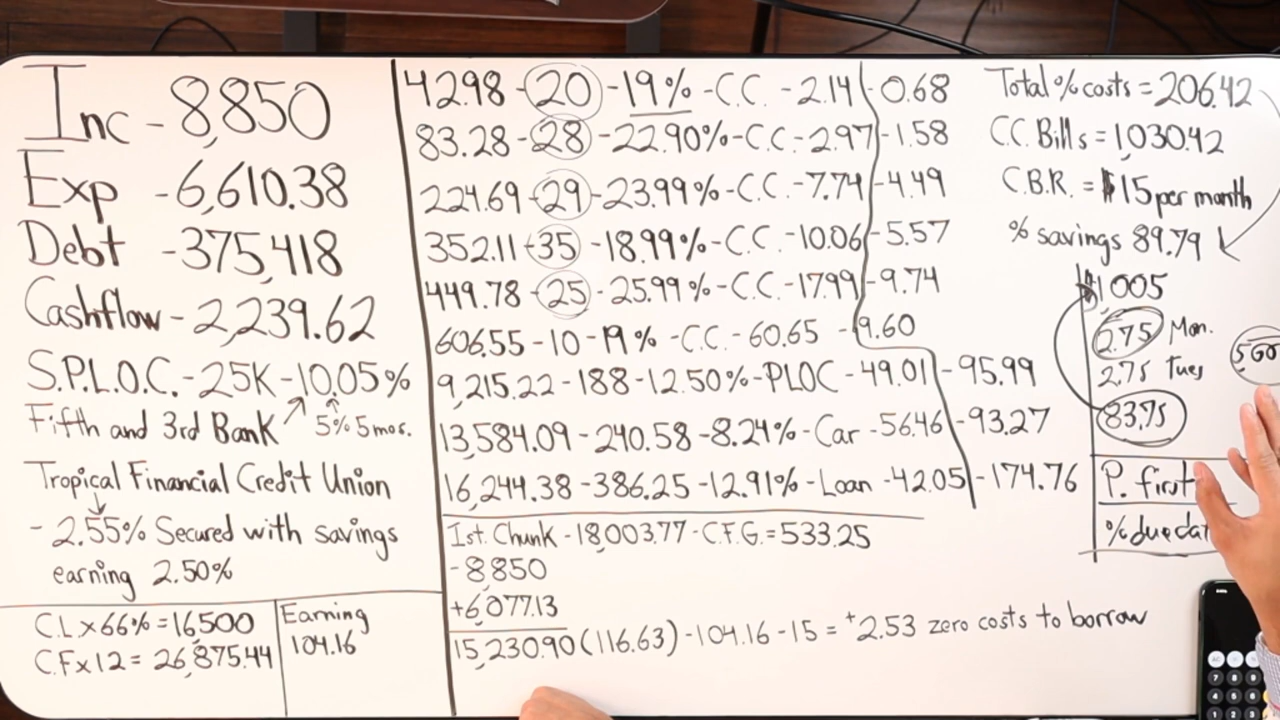 Inc - 8,850
Exp - 6,610.38
Debt - 375,418
Cashflow - 2,239.62
S.P.L.O.C. - 25K - 10.05%
Fifth and 3rd Bank 5% 5 mos.
Tropical Financial Credit Union
- 2.55% Secured with savings
earning 2.50%
C.L x 66% = 16,500
C.F x 12 = 26,875.44
Earning
104.16
42.98 - 20 - 19% - C.C. - 2.14 - 0.68
83.28 - 28 - 22.90% - C.C. - 2.97 - 1.58
224.69 - 29 - 23.99% - C.C. - 7.74 - 4.49
352.11 - 35 - 18.99% - C.C. - 10.06 - 5.57
449.78 - 25 - 25.99% - C.C. - 17.99 - 9.74
606.55 - 10 - 19% - C.C. - 60.65 - 9.60
9,215.22 - 188 - 12.50% - PLOC - 49.01 - 95.99
13,584.09 - 240.58 - 8.24% - Car - 56.46 - 93.27
16,244.38 - 386.25 - 12.91% - Loan - 42.05 - 174.76
1st. Chunk - 18,003.77 - C.F.G. = 533.25
- 8,850
+ 6,077.13
15,230.90 (116.63) - 104.16 - 15 = +2.53 zero costs to borrow
Total % costs = 206.42
C.C. Bills = 1,030.42
C.B.R. = $15 per month
% savings 89.79
$1,005
2.75 Mon.
2.75 Tues
83.75
P. first
% due